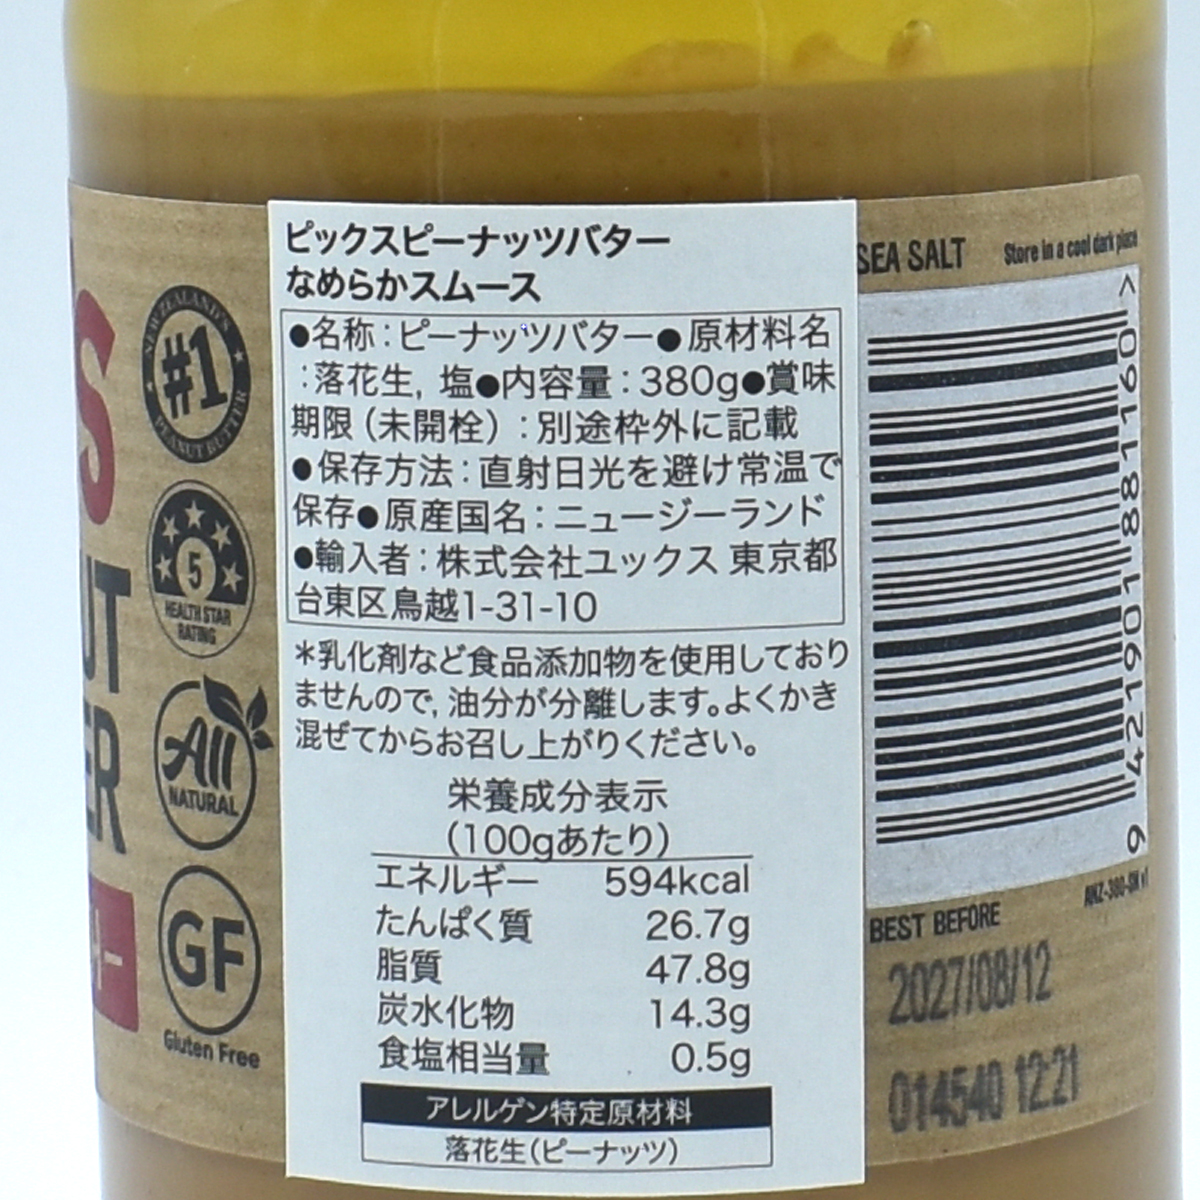 ピックスピーナッツバター
なめらかスムース
●名称:ピーナッツバター●原材料名
:落花生, 塩●内容量:380g●賞味
期限(未開栓):別途枠外に記載
●保存方法:直射日光を避け常温で
保存●原産国名:ニュージーランド
●輸入者:株式会社ユックス 東京都
台東区鳥越1-31-10
*乳化剤など食品添加物を使用しており
ませんので, 油分が分離します。よくかき
混ぜてからお召し上がりください。
栄養成分表示
(100gあたり)
エネルギー 594kcal
たんぱく質 26.7g
脂質 47.8g
炭水化物 14.3g
食塩相当量 0.5g
アレルゲン特定原材料
落花生(ピーナッツ)
NEW ZEALAND'S
#1
PEANUT BUTTER
5
HEALTH STAR
RATING
All
NATURAL
GF
Gluten Free
S
UT
ER
SEA SALT
Store in a cool dark place
9 421901 881160 >
BEST BEFORE
2027/08/12
014540 12:21